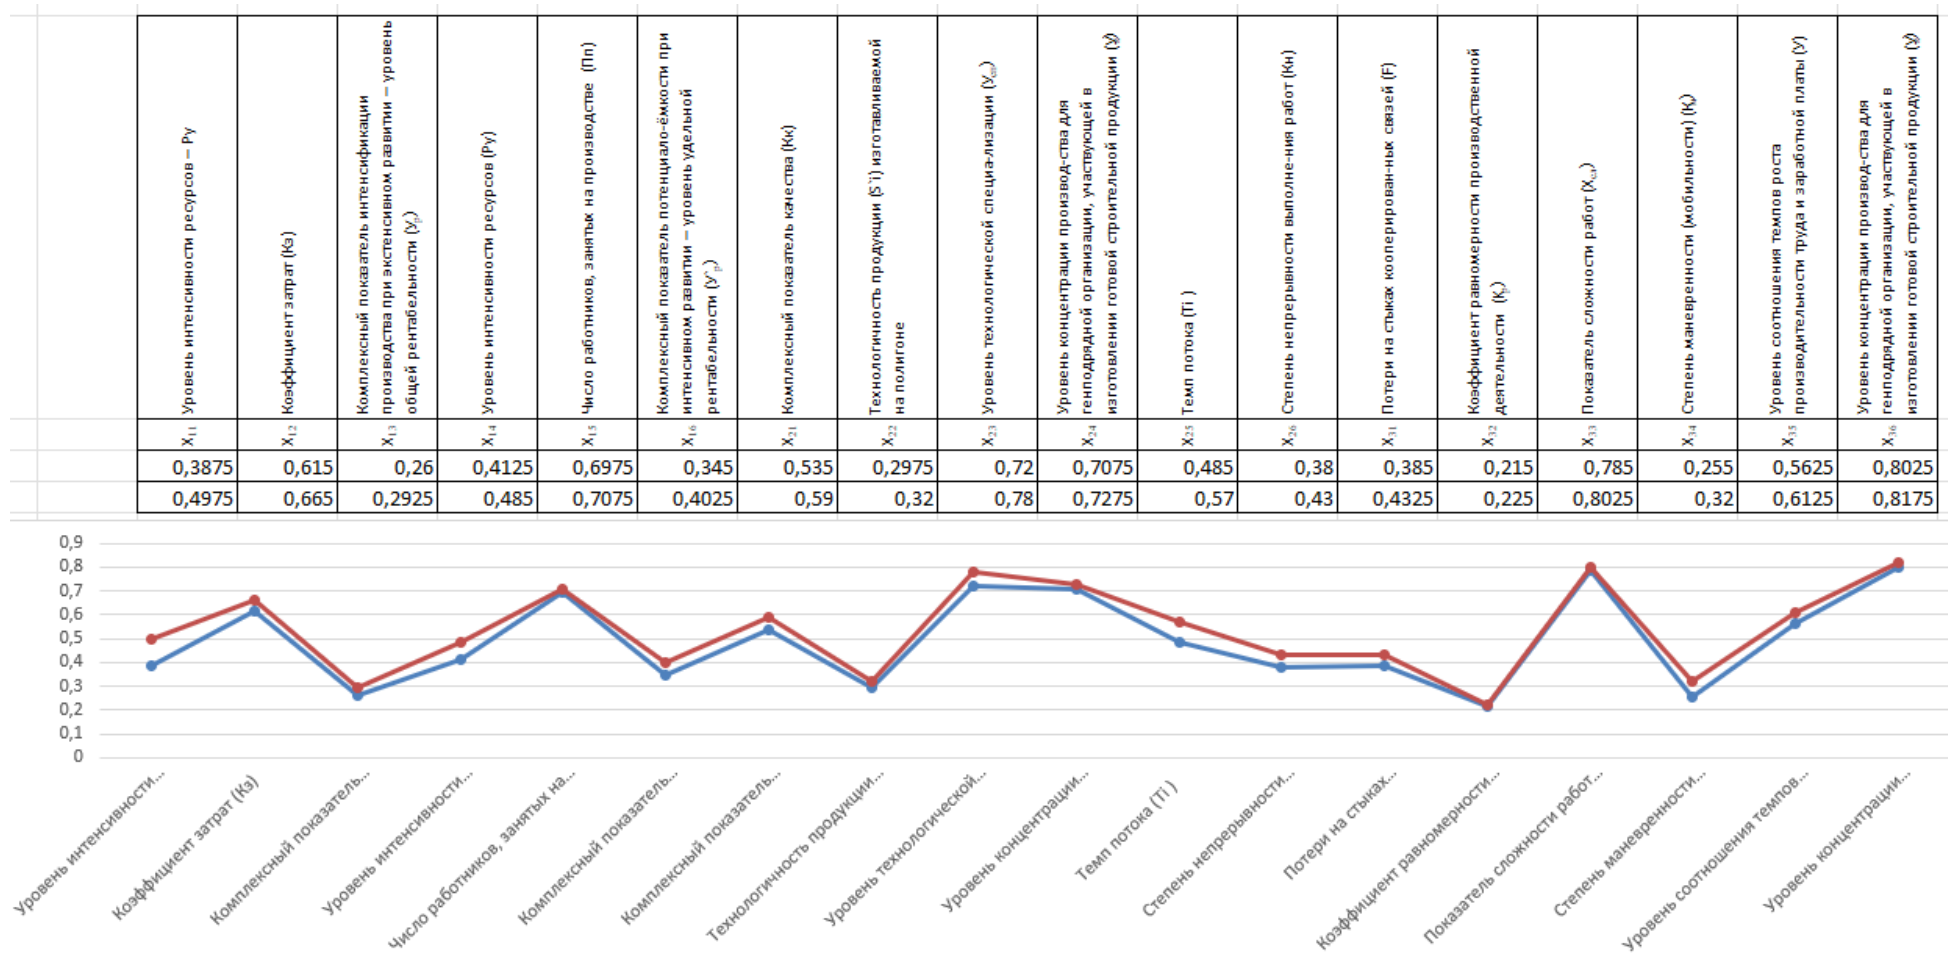 Уровень интенсивности ресурсов – Ру
Коэффициент затрат (Кз)
Комплексный показатель интенсификации
производства при экстенсивном развитии – уровень
общей рентабельности (Ур)
Уровень интенсивности ресурсов (Ру)
Число работников, занятых на производстве (Пп)
Комплексный показатель потенциало-ёмкости при
интенсивном развитии – уровень удельной
рентабельности (У`р)
Комплексный показатель качества (Кк)
Технологичность продукции (S`i) изготавливаемой
на полигоне
Уровень технологической специа-лизации (Усп)
Уровень концентрации производ-ства для
генподрядной организации, участвующей в
изготовлении готовой строительной продукции (У)
Темп потока (Ti )
Степень непрерывности выполне-ния работ (Кн)
Потери на стыках кооперирован-ных связей (F)
Коэффициент равномерности производственной
деятельности (Кр)
Показатель сложности работ (Хсл)
Степень маневренности (мобильности) (Км)
Уровень соотношения темпов роста
производительности труда и заработной платы (У)
Уровень концентрации производ-ства для
генподрядной организации, участвующей в
изготовлении готовой строительной продукции (У)
X11 X12 X13 X14 X15 X16 X21 X22 X23 X24 X25 X26 X31 X32 X33 X34 X35 X36
0,3875 0,615 0,26 0,4125 0,6975 0,345 0,535 0,2975 0,72 0,7075 0,485 0,38 0,385 0,215 0,785 0,255 0,5625 0,8025
0,4975 0,665 0,2925 0,485 0,7075 0,4025 0,59 0,32 0,78 0,7275 0,57 0,43 0,4325 0,225 0,8025 0,32 0,6125 0,8175
0,9
0,8
0,7
0,6
0,5
0,4
0,3
0,2
0,1
0
Уровень интенсивности...
Коэффициент затрат (Кз)
Комплексный показатель...
Уровень интенсивности...
Число работников, занятых на...
Комплексный показатель...
Комплексный показатель...
Технологичность продукции...
Уровень технологической...
Уровень концентрации...
Темп потока (Ti )
Степень непрерывности...
Потери на стыках...
Коэффициент равномерности...
Показатель сложности работ...
Степень маневренности...
Уровень соотношения темпов...
Уровень концентрации...